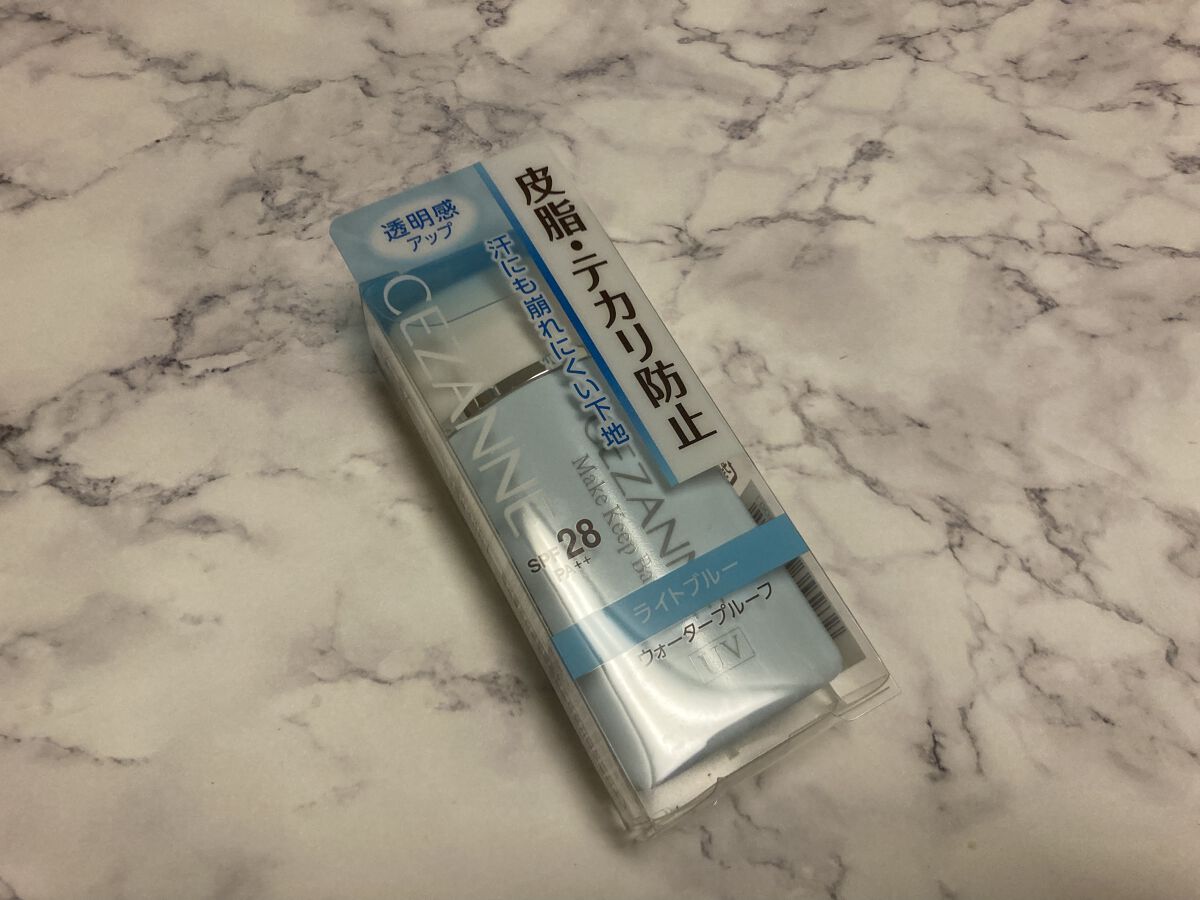 透明感
アップ
皮脂・テカリ防止
汗にも崩れにくい下地
CEZANNE
CEZANN
Make Keep Ba
SPF28
PA++
ライトブルー
ウォータープルーフ
UV